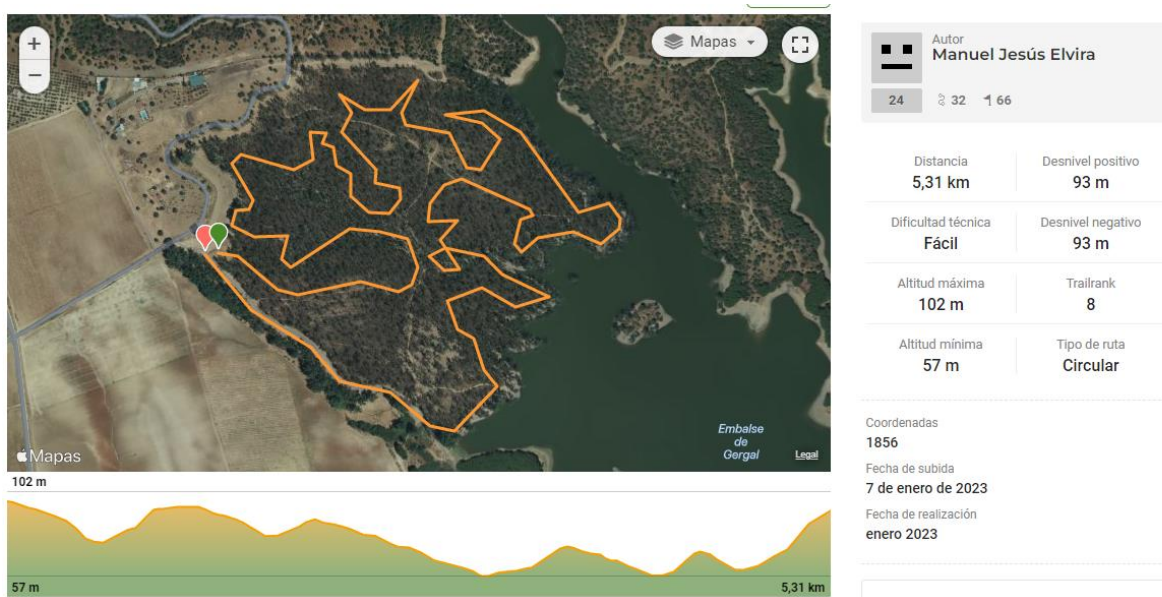 +
−
Mapas
Embalse
de
Gergal
Mapas
Legal
102 m
57 m
5,31 km
Autor
Manuel Jesús Elvira
24
32
66
Distancia
5,31 km
Desnivel positivo
93 m
Dificultad técnica
Fácil
Desnivel negativo
93 m
Altitud máxima
102 m
Trailrank
8
Altitud mínima
57 m
Tipo de ruta
Circular
Coordenadas
1856
Fecha de subida
7 de enero de 2023
Fecha de realización
enero 2023